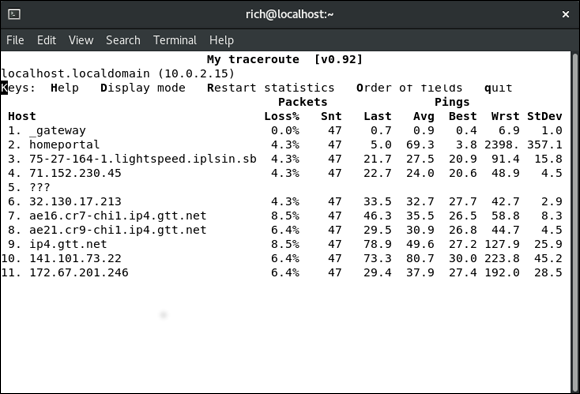 rich@localhost:~
File Edit View Search Terminal Help
My traceroute [v0.92]
localhost.localdomain (10.0.2.15)
Keys: Help Display mode Restart statistics Order of fields quit
Packets Pings
Host Loss% Snt Last Avg Best Wrst StDev
1. _gateway 0.0% 47 0.7 0.9 0.4 6.9 1.0
2. homeportal 4.3% 47 5.0 69.3 3.8 2398. 357.1
3. 75-27-164-1.lightspeed.iplsin.sb 4.3% 47 21.7 27.5 20.9 91.4 15.8
4. 71.152.230.45 4.3% 47 22.7 24.0 20.6 48.9 4.5
5. ???
6. 32.130.17.213 4.3% 47 33.5 32.7 27.7 42.7 2.9
7. ae16.cr7-chi1.ip4.gtt.net 8.5% 47 46.3 35.5 26.5 58.8 8.3
8. ae21.cr9-chi1.ip4.gtt.net 6.4% 47 29.5 30.9 26.8 44.7 4.5
9. ip4.gtt.net 8.5% 47 78.9 49.6 27.2 127.9 25.9
10. 141.101.73.22 6.4% 47 73.3 80.7 30.0 223.8 45.2
11. 172.67.201.246 6.4% 47 29.4 37.9 27.4 192.0 28.5